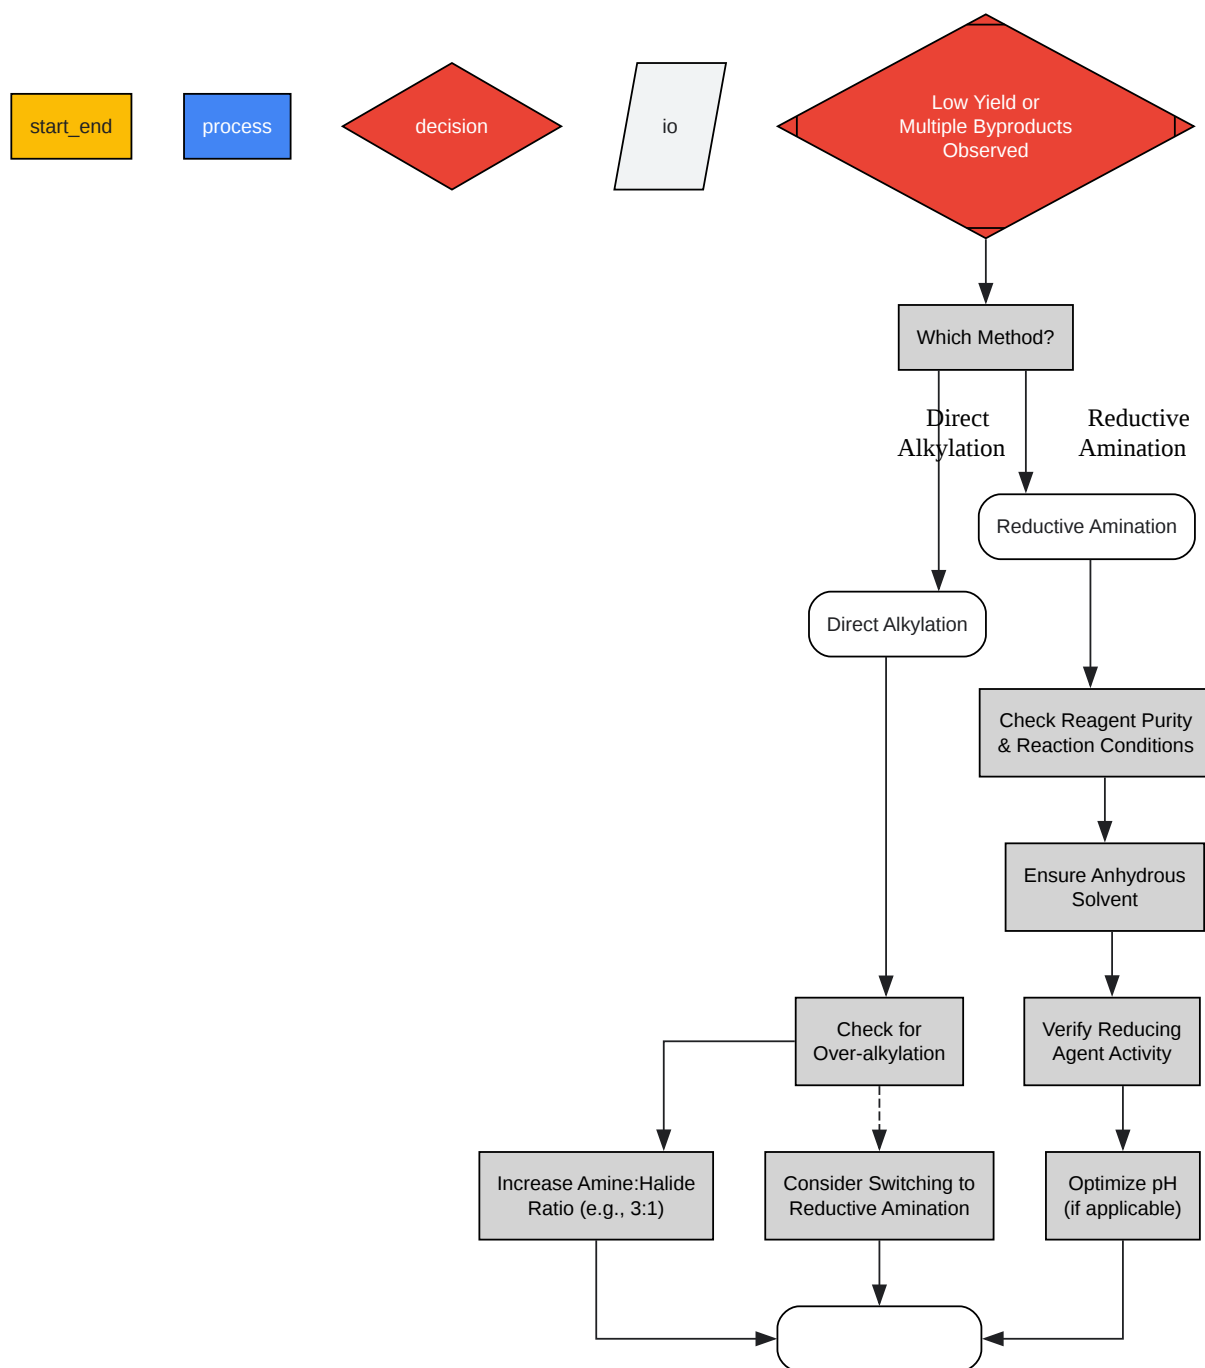 start_end
process
decision
io
Low Yield or
Multiple Byproducts
Observed
Which Method?
Direct
Alkylation
Reductive
Amination
Reductive Amination
Direct Alkylation
Check Reagent Purity
& Reaction Conditions
Ensure Anhydrous
Solvent
Check for
Over-alkylation
Verify Reducing
Agent Activity
Increase Amine:Halide
Ratio (e.g., 3:1)
Consider Switching to
Reductive Amination
Optimize pH
(if applicable)